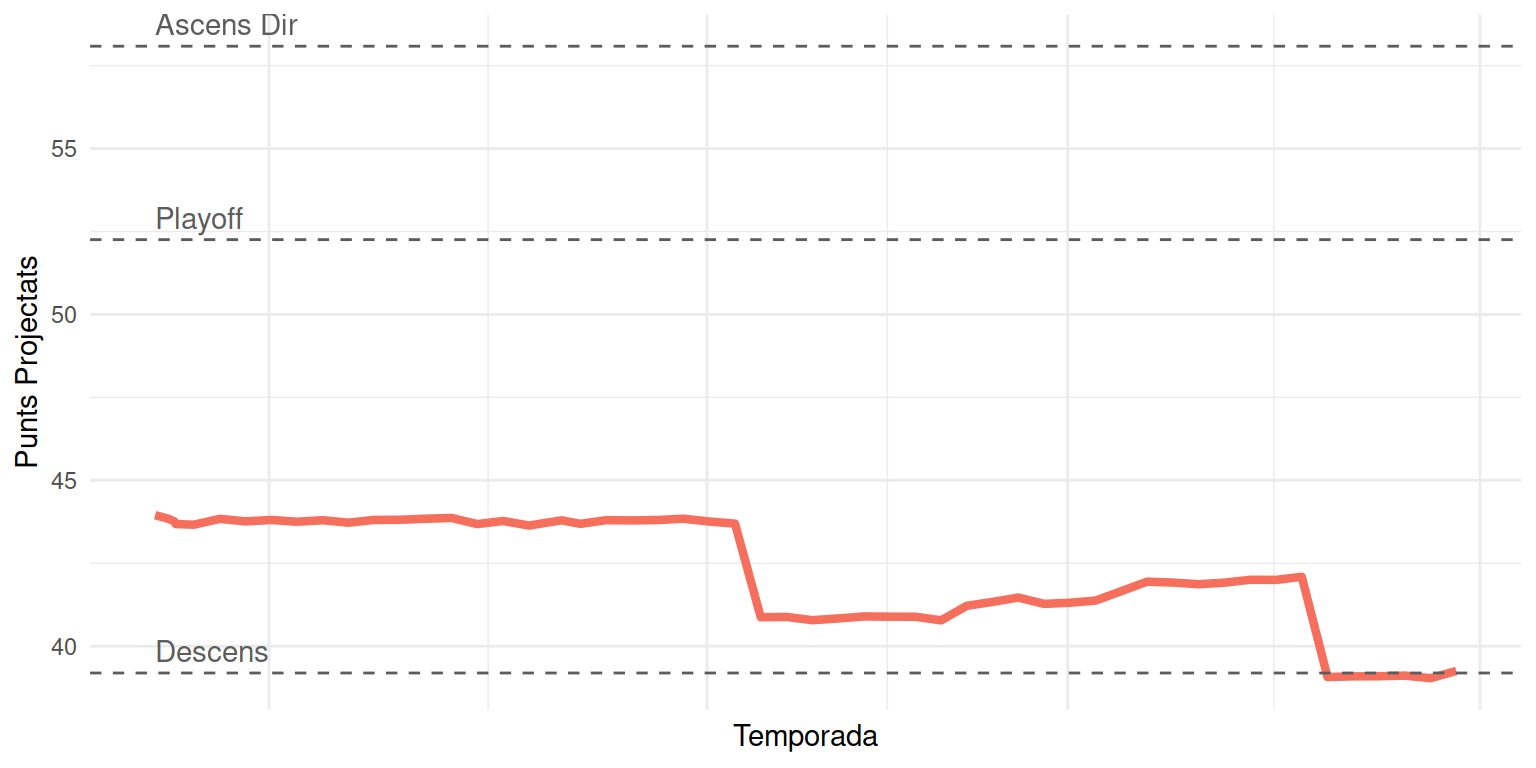 Ascens Dir
55
Playoff
50
45
40
Descens
Punts Projectats
Temporada